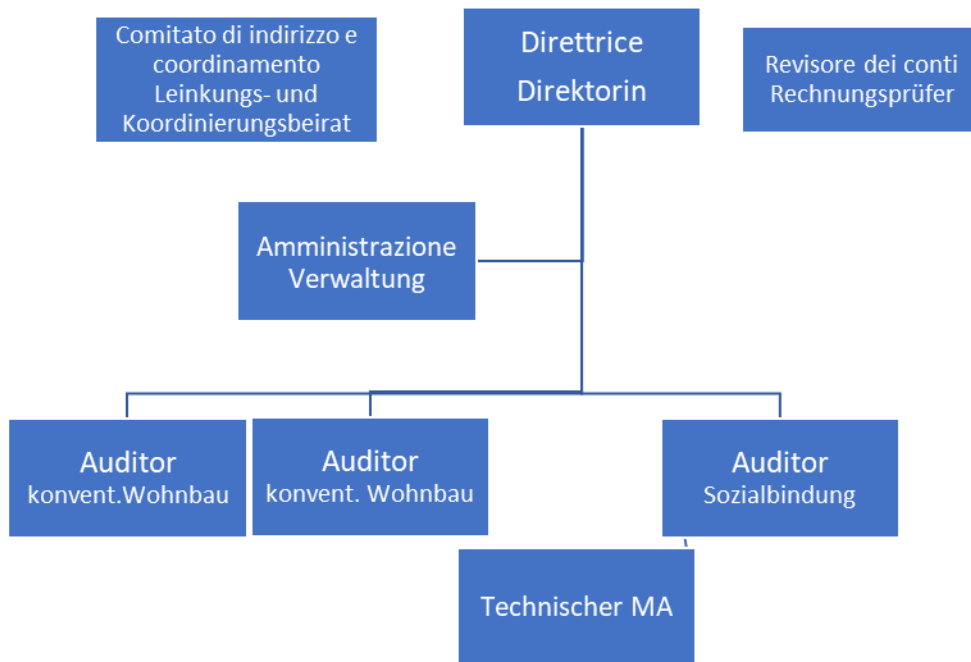 Comitato di indirizzo e
coordinamento
Leinkungs- und
Koordinierungsbeirat
Direttrice
Direktorin
Revisore dei conti
Rechnungsprüfer
Amministrazione
Verwaltung
Auditor
konvent.Wohnbau
Auditor
konvent. Wohnbau
Auditor
Sozialbindung
Technischer MA